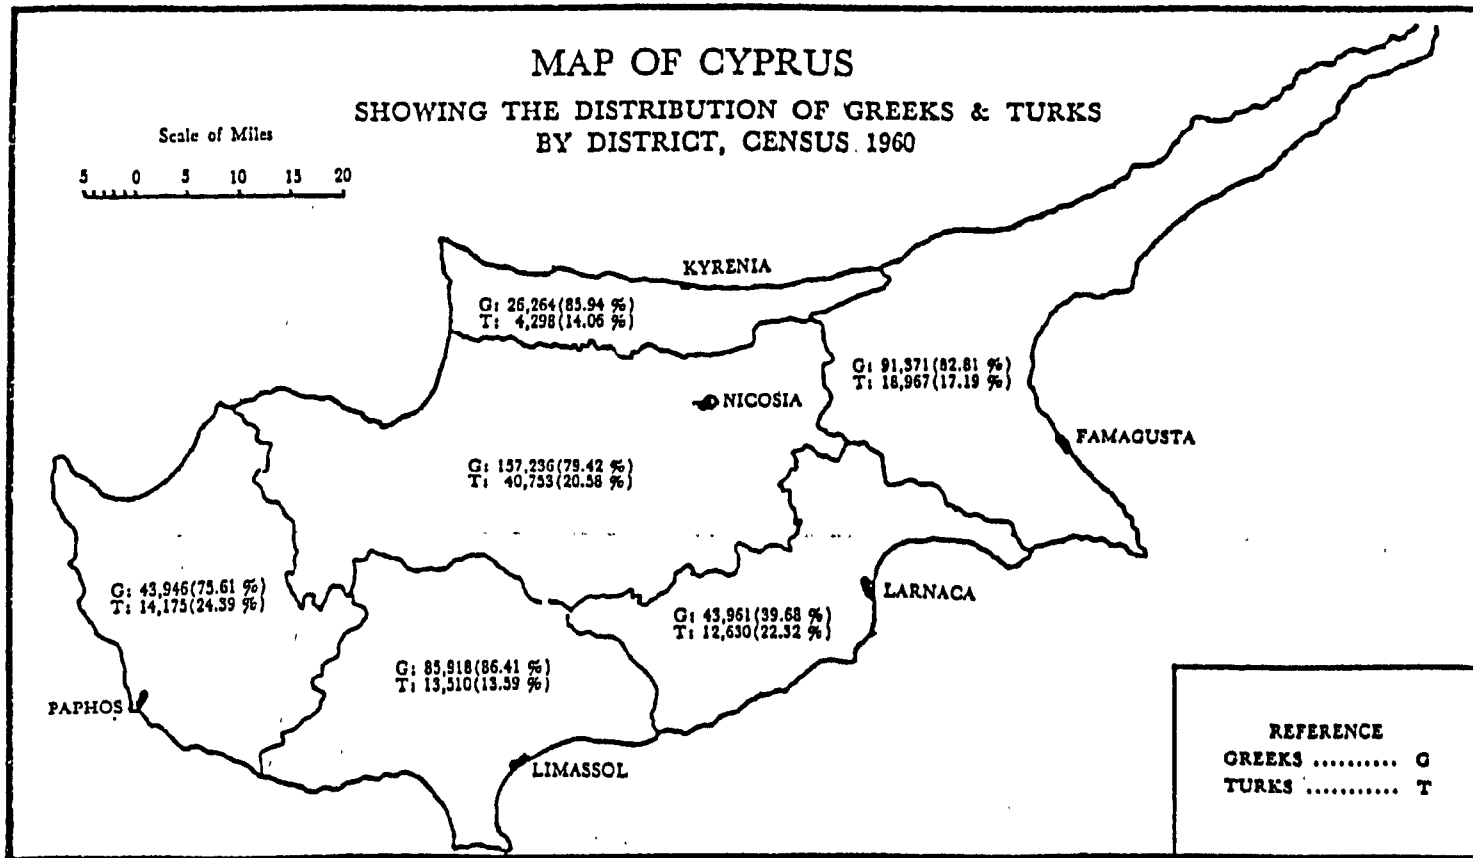 MAP OF CYPRUS
SHOWING THE DISTRIBUTION OF GREEKS & TURKS
BY DISTRICT, CENSUS 1960
Scale of Miles
5 0 5 10 15 20
KYRENIA
G: 26,264(85.94 %)
T: 4,298(14.06 %)
G: 91,371(82.81 %)
T: 18,967(17.19 %)
NICOSIA
FAMAGUSTA
G: 157,236(79.42 %)
T: 40,753(20.58 %)
G: 43,946(75.61 %)
T: 14,175(24.39 %)
LARNACA
G: 43,961(39.68 %)
T: 12,630(22.32 %)
G: 85,918(86.41 %)
T: 13,510(13.59 %)
PAPHOS
LIMASSOL
REFERENCE
GREEKS .......... G
TURKS ........... T